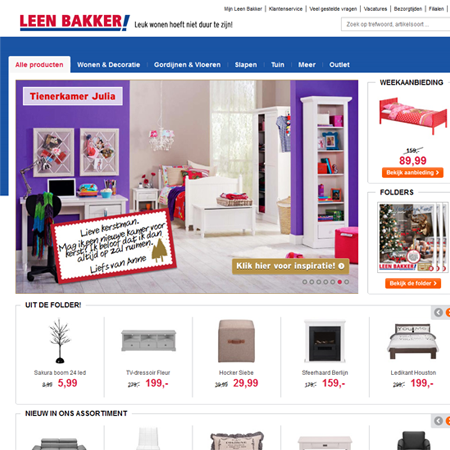 Mijn Leen Bakker | Klantenservice | Veel gestelde vragen | Vacatures | Bezorgtijden | Filialen
LEEN BAKKER!
Leuk wonen hoeft niet duur te zijn!
Zoek op trefwoord, artikelsoort ...
Alle producten
Wonen & Decoratie
Gordijnen & Vloeren
Slapen
Tuin
Meer
Outlet
Tienerkamer Julia
Lieve kerstman.
Mag ik een nieuwe kamer voor
kerst? Ik beloof dat ik dan
altijd op zal ruimen.
Liefs van Anne
Klik hier voor inspiratie!
WEEKAANBIEDING
159,-
89,99
Bekijk aanbieding
FOLDERS
LEEN BAKKER!
Bekijk de folder
UIT DE FOLDER!
Sakura boom 24 led
5,99
TV-dressoir Fleur
279,- 199,-
Hocker Siebe
39,99 29,99
Sfeerhaard Berlijn
179,- 159,-
Ledikant Houston
279,- 199,-
NIEUW IN ONS ASSORTIMENT